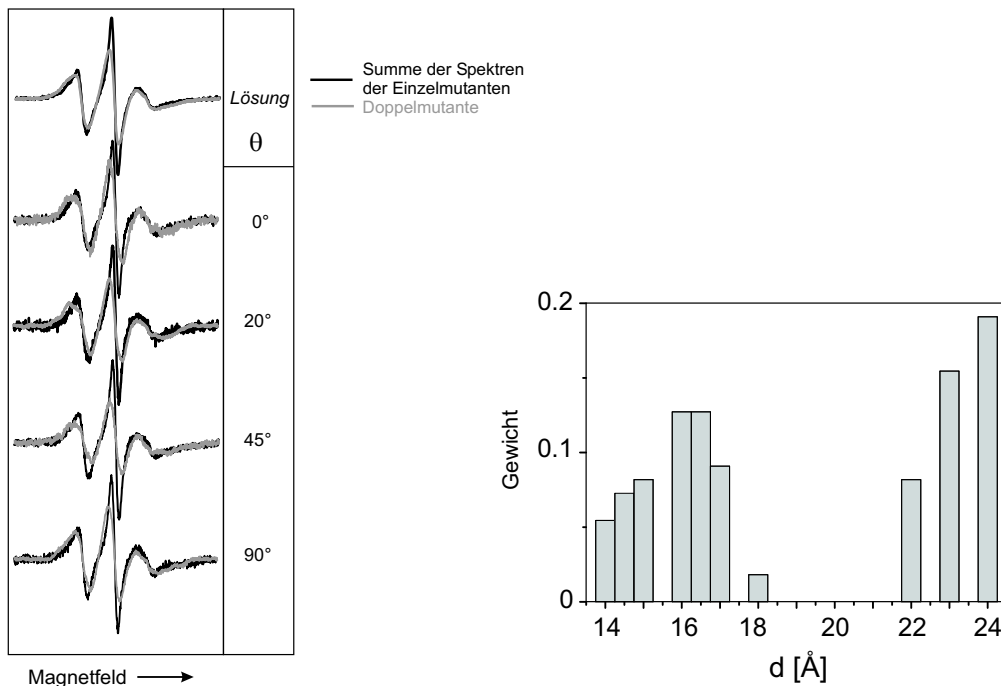 Lösung
θ
0°
20°
45°
90°
Magnetfeld
Summe der Spektren
der Einzelmutanten
Doppelmutante
0.2
0.1
0
Gewicht
14 16 18 20 22 24
d [Å]